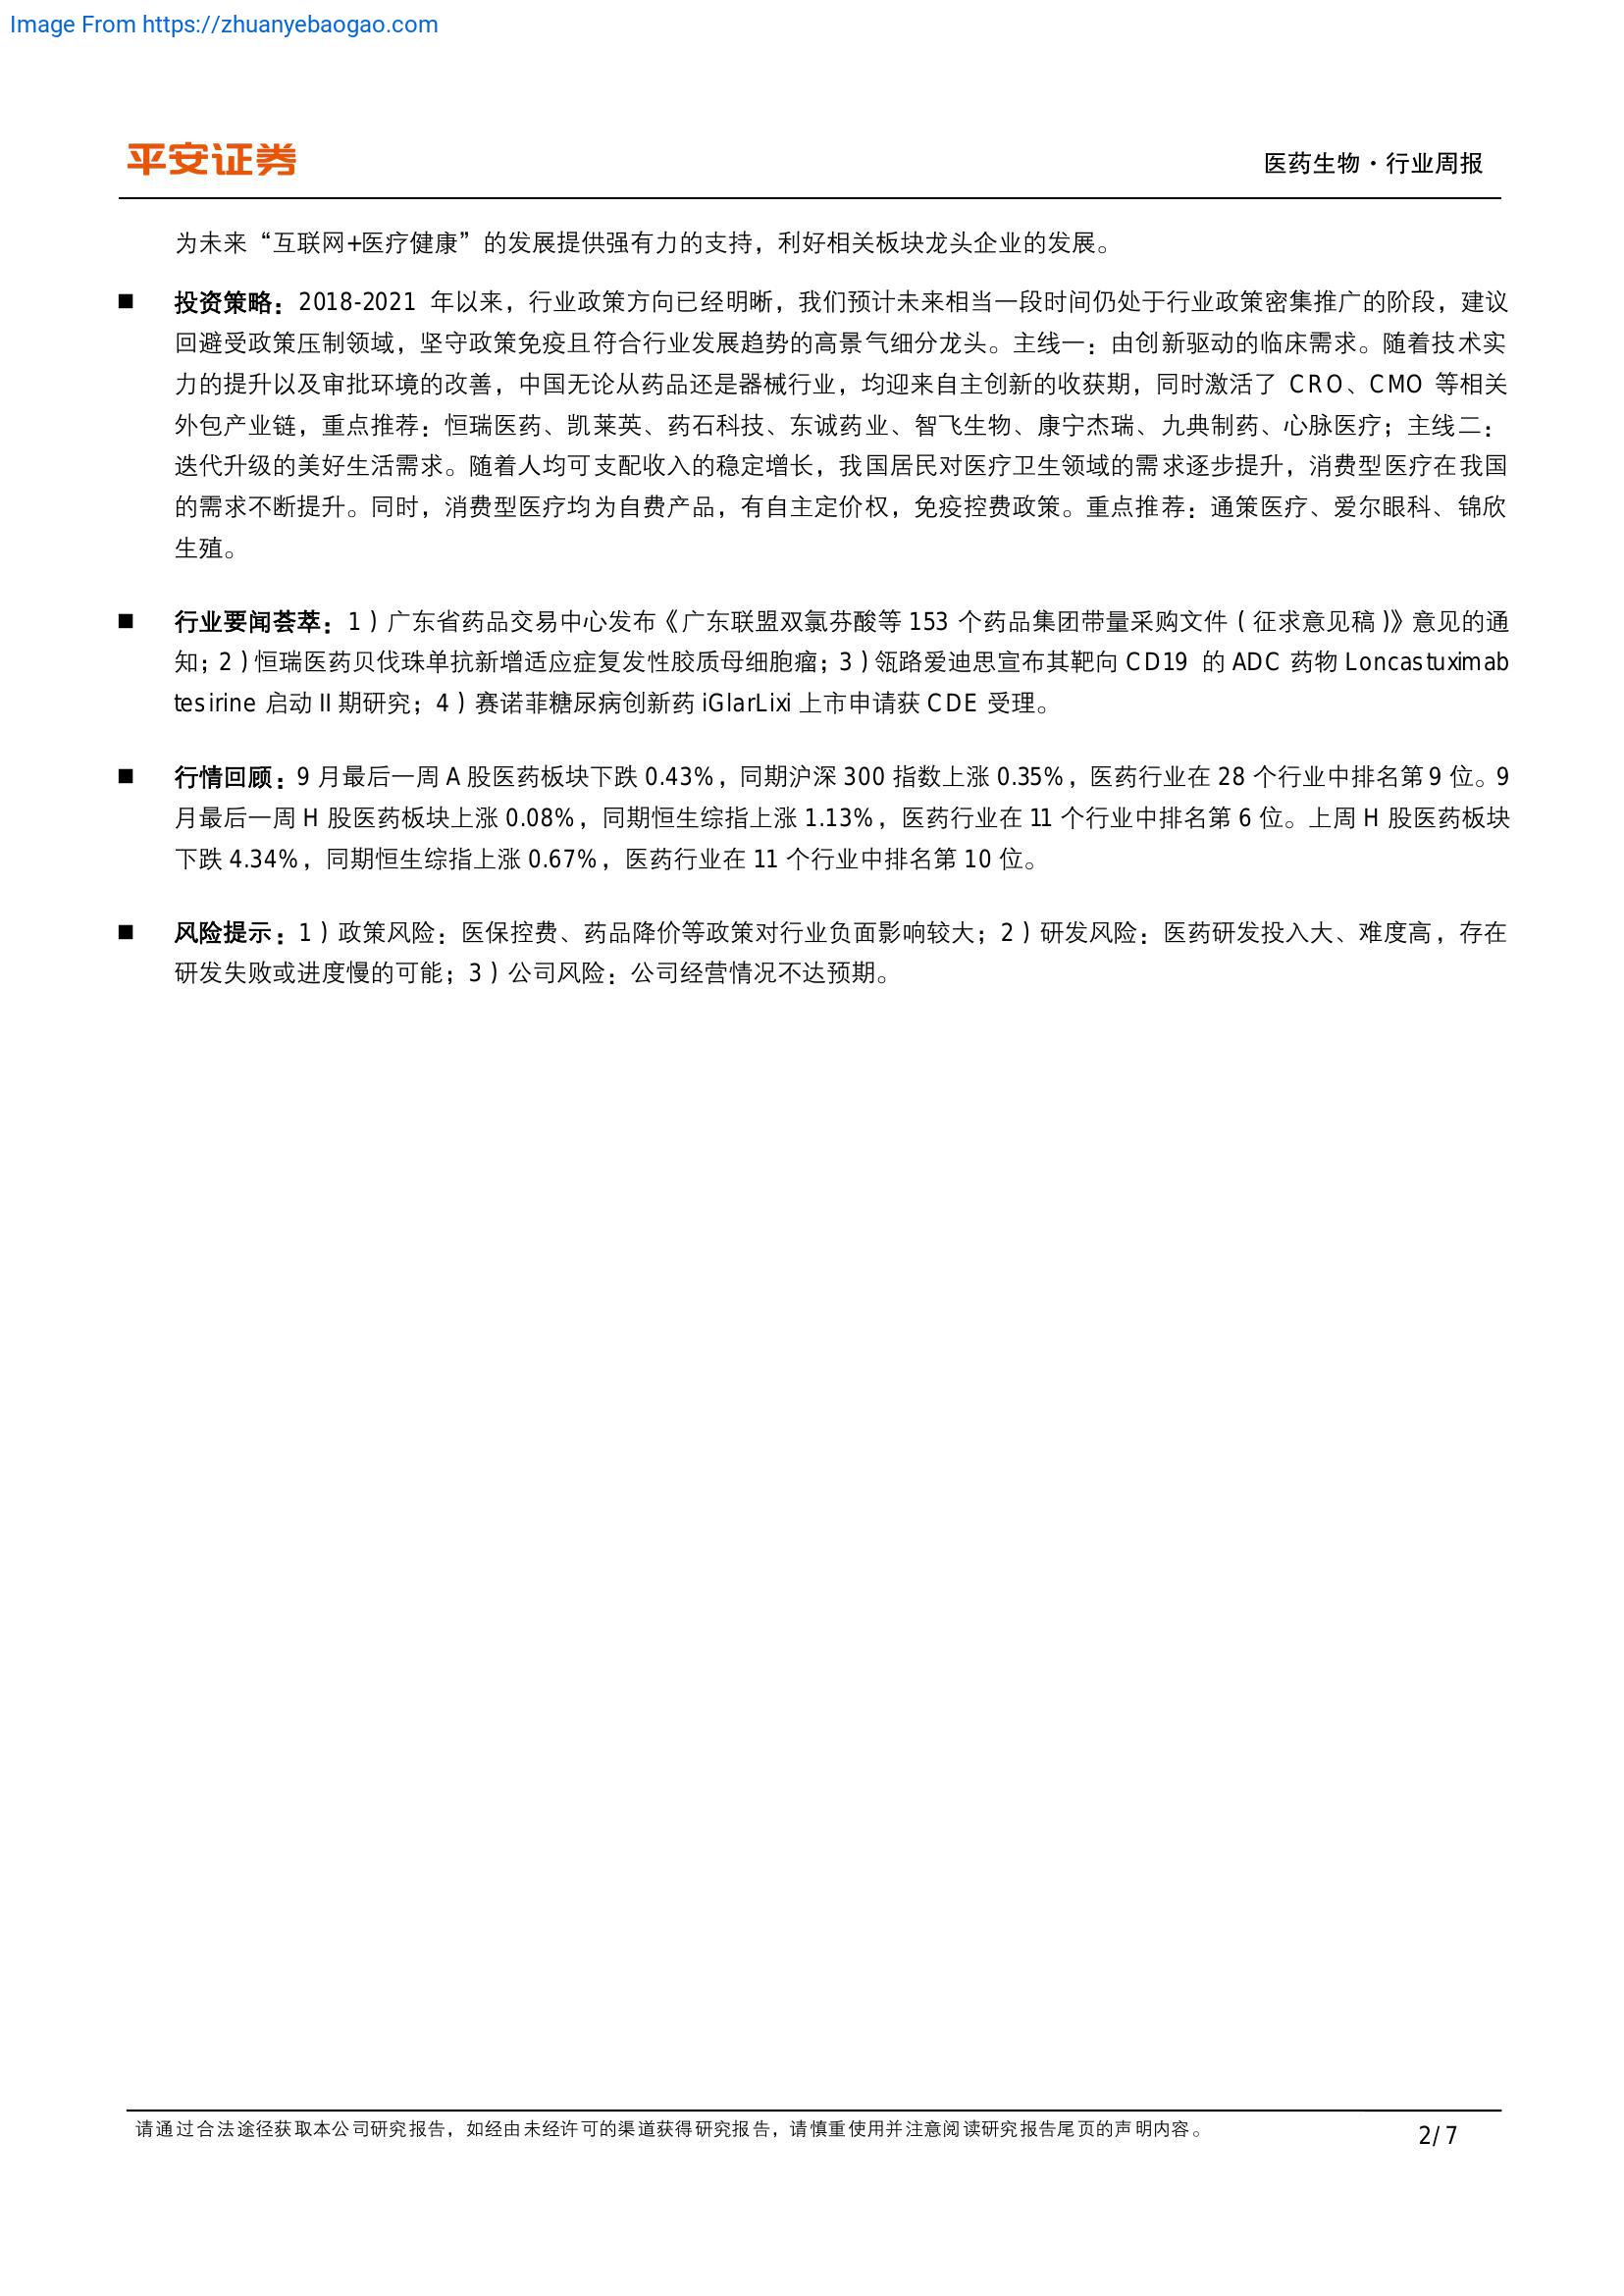 Image From https://zhuanyebaogao.com
平安证券
医药生物·行业周报
为未来“互联网+医疗健康”的发展提供强有力的支持，利好相关板块龙头企业的发展。
■ 投资策略：2018-2021 年以来，行业政策方向已经明晰，我们预计未来相当一段时间仍处于行业政策密集推广的阶段，建议
回避受政策压制领域，坚守政策免疫且符合行业发展趋势的高景气细分龙头。主线一：由创新驱动的临床需求。随着技术实
力的提升以及审批环境的改善，中国无论从药品还是器械行业，均迎来自主创新的收获期，同时激活了 CRO、CMO 等相关
外包产业链，重点推荐：恒瑞医药、凯莱英、药石科技、东诚药业、智飞生物、康宁杰瑞、九典制药、心脉医疗；主线二：
迭代升级的美好生活需求。随着人均可支配收入的稳定增长，我国居民对医疗卫生领域的需求逐步提升，消费型医疗在我国
的需求不断提升。同时，消费型医疗均为自费产品，有自主定价权，免疫控费政策。重点推荐：通策医疗、爱尔眼科、锦欣
生殖。
■ 行业要闻荟萃：1）广东省药品交易中心发布《广东联盟双氯芬酸等 153 个药品集团带量采购文件（征求意见稿）》意见的通
知；2）恒瑞医药贝伐珠单抗新增适应症复发性胶质母细胞瘤；3）瓴路爱迪思宣布其靶向 CD19 的 ADC 药物 Loncastuximab
tesirine 启动 II 期研究；4）赛诺菲糖尿病创新药 iGlarLixi 上市申请获 CDE 受理。
■ 行情回顾：9 月最后一周 A 股医药板块下跌 0.43%，同期沪深 300 指数上涨 0.35%，医药行业在 28 个行业中排名第 9 位。9
月最后一周 H 股医药板块上涨 0.08%，同期恒生综指上涨 1.13%，医药行业在 11 个行业中排名第 6 位。上周 H 股医药板块
下跌 4.34%，同期恒生综指上涨 0.67%，医药行业在 11 个行业中排名第 10 位。
■ 风险提示：1）政策风险：医保控费、药品降价等政策对行业负面影响较大；2）研发风险：医药研发投入大、难度高，存在
研发失败或进度慢的可能；3）公司风险：公司经营情况不达预期。
请通过合法途径获取本公司研究报告，如经由未经许可的渠道获得研究报告，请慎重使用并注意阅读研究报告尾页的声明内容。
2/ 7